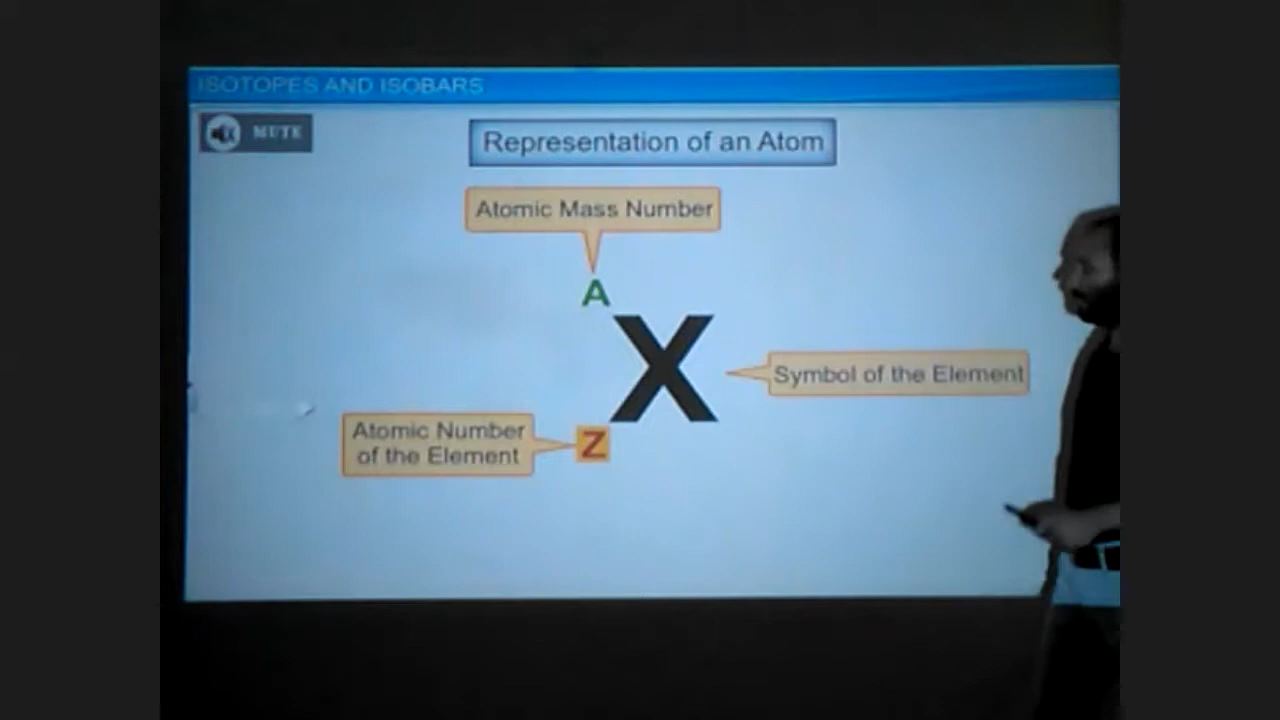 ISOTOPES AND ISOBARS
MUTE
Representation of an Atom
Atomic Mass Number
A
X
Symbol of the Element
Atomic Number
of the Element
Z